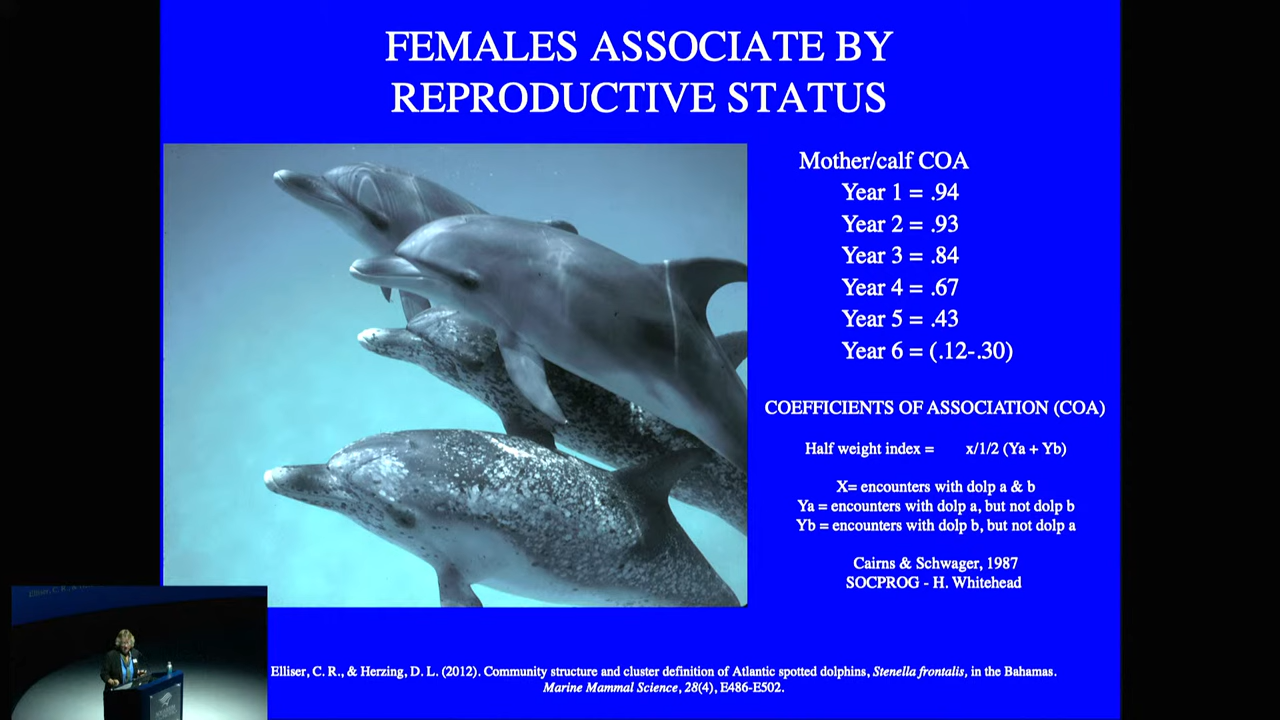 FEMALES ASSOCIATE BY
REPRODUCTIVE STATUS
Mother/calf COA
Year 1 = .94
Year 2 = .93
Year 3 = .84
Year 4 = .67
Year 5 = .43
Year 6 = (.12-.30)
COEFFICIENTS OF ASSOCIATION (COA)
Half weight index = x/1/2 (Ya + Yb)
X= encounters with dolp a & b
Ya = encounters with dolp a, but not dolp b
Yb = encounters with dolp b, but not dolp a
Cairns & Schwager, 1987
SOCPROG - H. Whitehead
Elliser, C. R., & Herzing, D. L. (2012). Community structure and cluster definition of Atlantic spotted dolphins, Stenella frontalis, in the Bahamas.
Marine Mammal Science, 28(4), E486-E502.